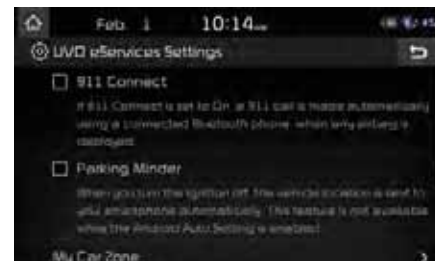 Feb. 1 10:14
UVO eServices Settings
911 Connect
If 911 Connect is set to On, a 911 call is made automatically
using a connected Bluetooth phone, when any airbag is
deployed.
Parking Minder
When you turn the ignition off, the vehicle location is sent to
your smartphone automatically. This feature is not available
while the Android Auto Setting is enabled.
My Car Zone